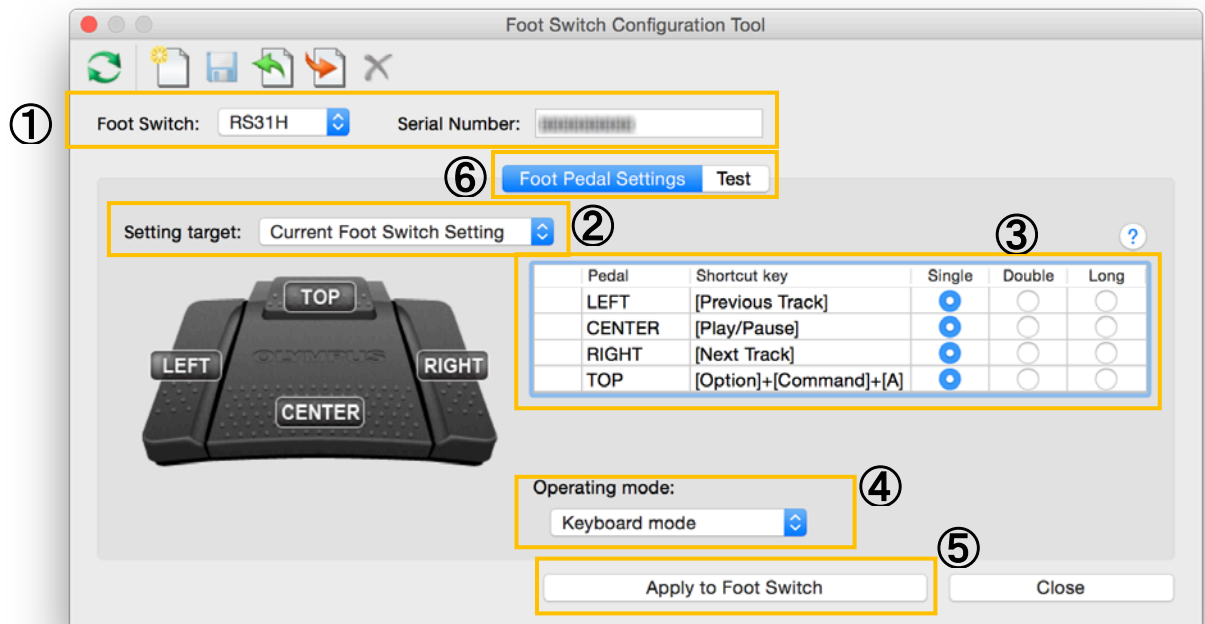 Foot Switch Configuration Tool
① Foot Switch: RS31H Serial Number:
⑥ Foot Pedal Settings Test
Setting target: Current Foot Switch Setting ② ③ ?
Pedal Shortcut key Single Double Long
LEFT [Previous Track]
CENTER [Play/Pause]
RIGHT [Next Track]
TOP [Option]+[Command]+[A]
TOP
OLYMPUS
LEFT RIGHT
CENTER
Operating mode: ④
Keyboard mode
⑤
Apply to Foot Switch Close